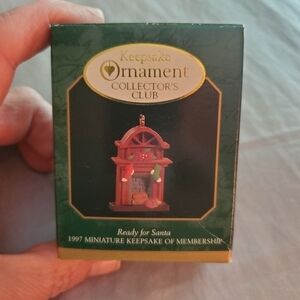 Keepsake
Ornament
COLLECTOR'S
CLUB
Ready for Santa
1997 MINIATURE KEEPSAKE OF MEMBERSHIP